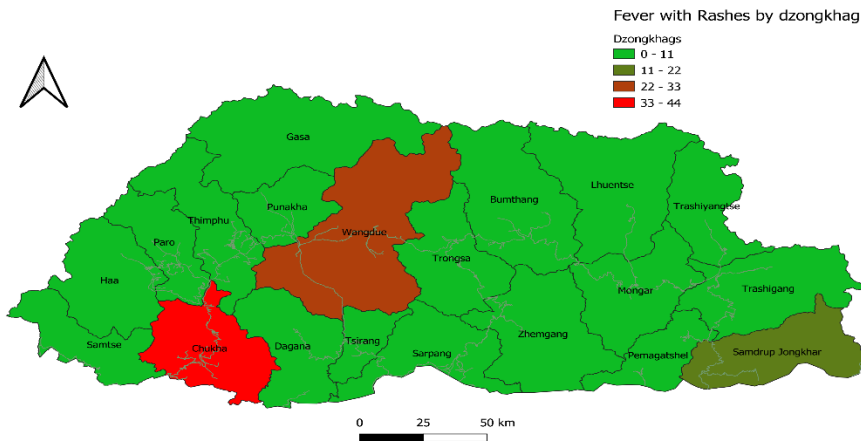 Fever with Rashes by dzongkhag
Dzongkhags
0 - 11
11 - 22
22 - 33
33 - 44
Gasa
Lhuentse
Bumthang
Punakha
Trashiyangtse
Thimphu
Wangdue
Paro
Trongsa
Haa
Mongar
Trashigang
Zhemgang
Samtse
Chukha
Dagana
Tsirang
Sarpang
Pemagatshel
Samdrup Jongkhar
0 25 50 km